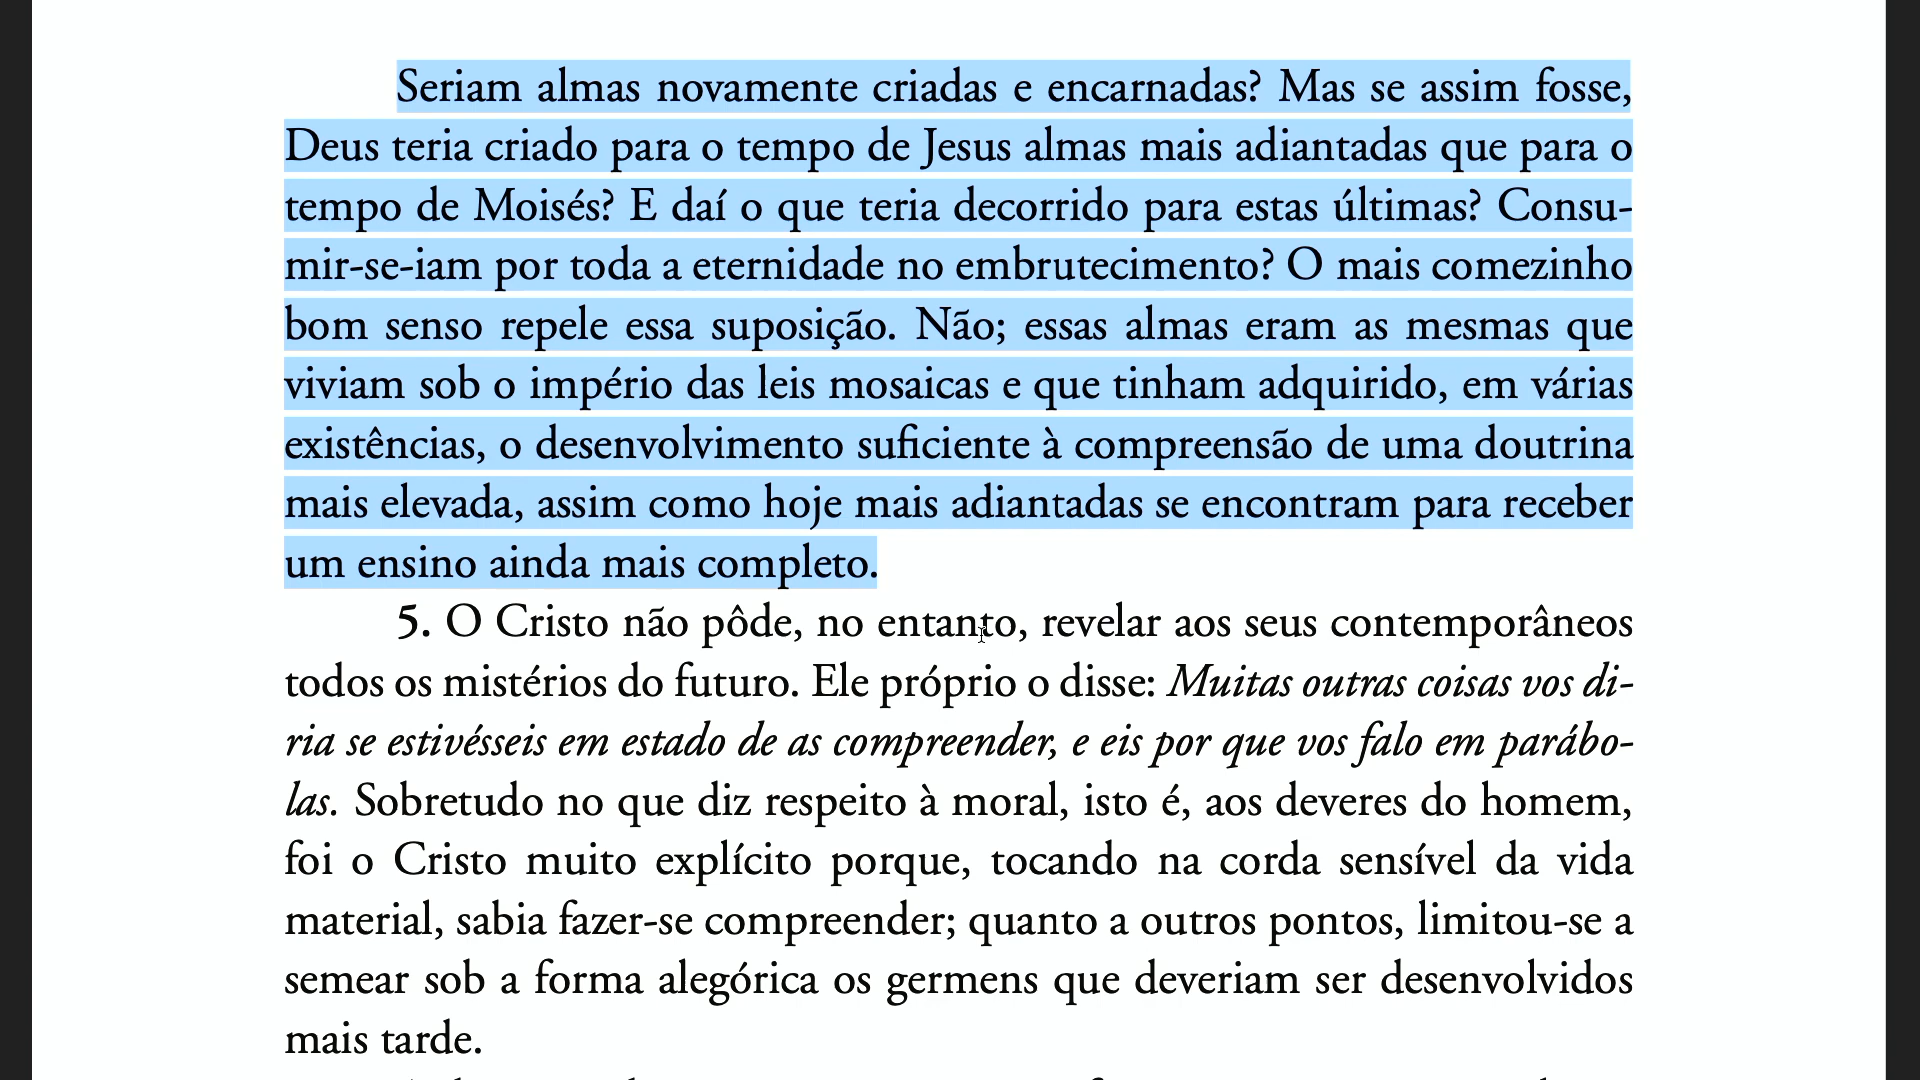 Seriam almas novamente criadas e encarnadas? Mas se assim fosse,
Deus teria criado para o tempo de Jesus almas mais adiantadas que para o
tempo de Moisés? E daí o que teria decorrido para estas últimas? Consu-
mir-se-iam por toda a eternidade no embrutecimento? O mais comezinho
bom senso repele essa suposição. Não; essas almas eram as mesmas que
viviam sob o império das leis mosaicas e que tinham adquirido, em várias
existências, o desenvolvimento suficiente à compreensão de uma doutrina
mais elevada, assim como hoje mais adiantadas se encontram para receber
um ensino ainda mais completo.
5. O Cristo não pôde, no entanto, revelar aos seus contemporâneos
todos os mistérios do futuro. Ele próprio o disse: Muitas outras coisas vos di-
ria se estivésseis em estado de as compreender, e eis por que vos falo em parábo-
las. Sobretudo no que diz respeito à moral, isto é, aos deveres do homem,
foi o Cristo muito explícito porque, tocando na corda sensível da vida
material, sabia fazer-se compreender; quanto a outros pontos, limitou-se a
semear sob a forma alegórica os germens que deveriam ser desenvolvidos
mais tarde.